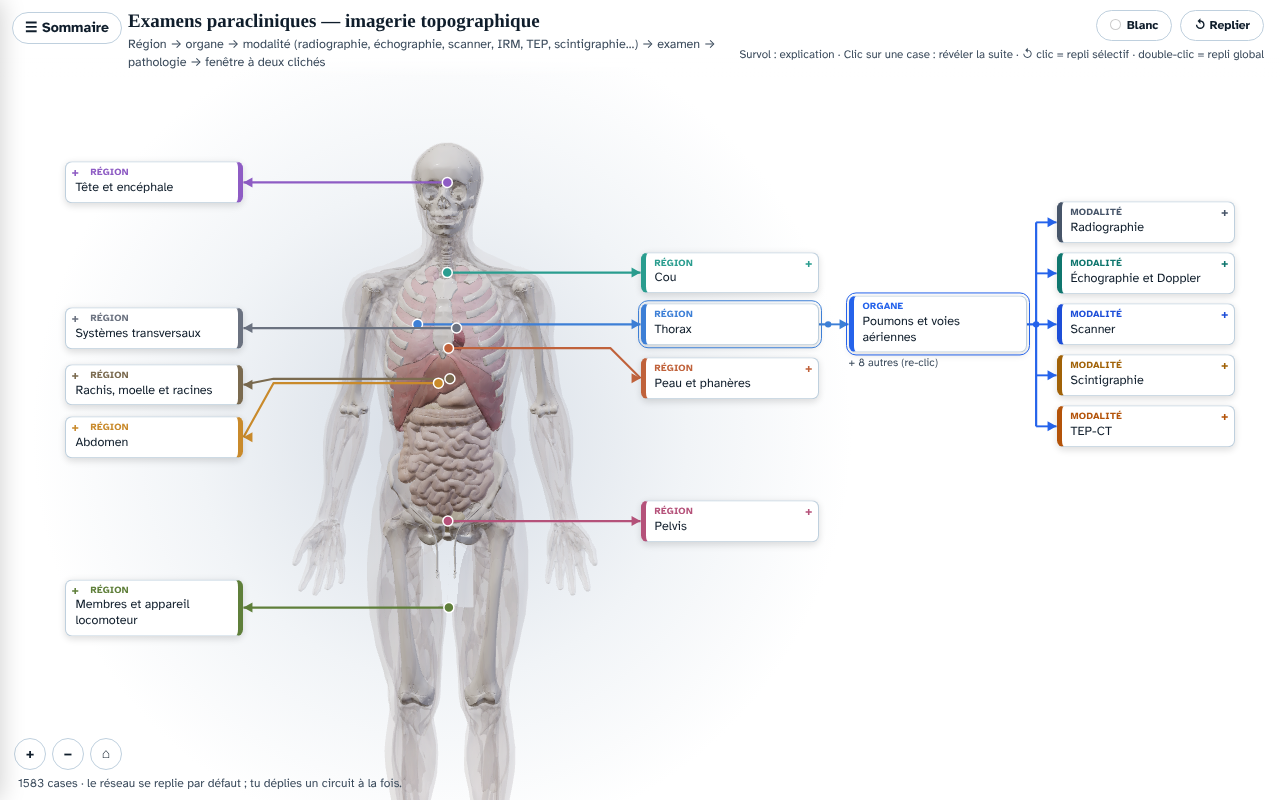 ☰ Sommaire
Examens paracliniques — imagerie topographique
Région → organe → modalité (radiographie, échographie, scanner, IRM, TEP, scintigraphie…) → examen →
pathologie → fenêtre à deux clichés
Blanc
↺ Replier
Survol : explication · Clic sur une case : révéler la suite · ↺ clic = repli sélectif · double-clic = repli global
+ RÉGION
Tête et encéphale
+ RÉGION
Systèmes transversaux
+ RÉGION
Rachis, moelle et racines
+ RÉGION
Abdomen
+ RÉGION
Membres et appareil
locomoteur
RÉGION +
Cou
RÉGION
Thorax
RÉGION +
Peau et phanères
RÉGION +
Pelvis
ORGANE
Poumons et voies
aériennes
+ 8 autres (re-clic)
MODALITÉ +
Radiographie
MODALITÉ +
Échographie et Doppler
MODALITÉ +
Scanner
MODALITÉ +
Scintigraphie
MODALITÉ +
TEP-CT
+ − ⌂
1583 cases · le réseau se replie par défaut ; tu déplies un circuit à la fois.